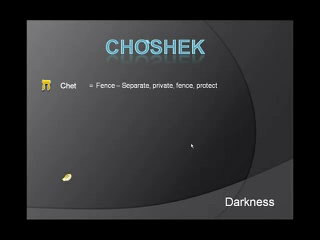 CHOSHEK
Chet = Fence – Separate, private, fence, protect
Darkness